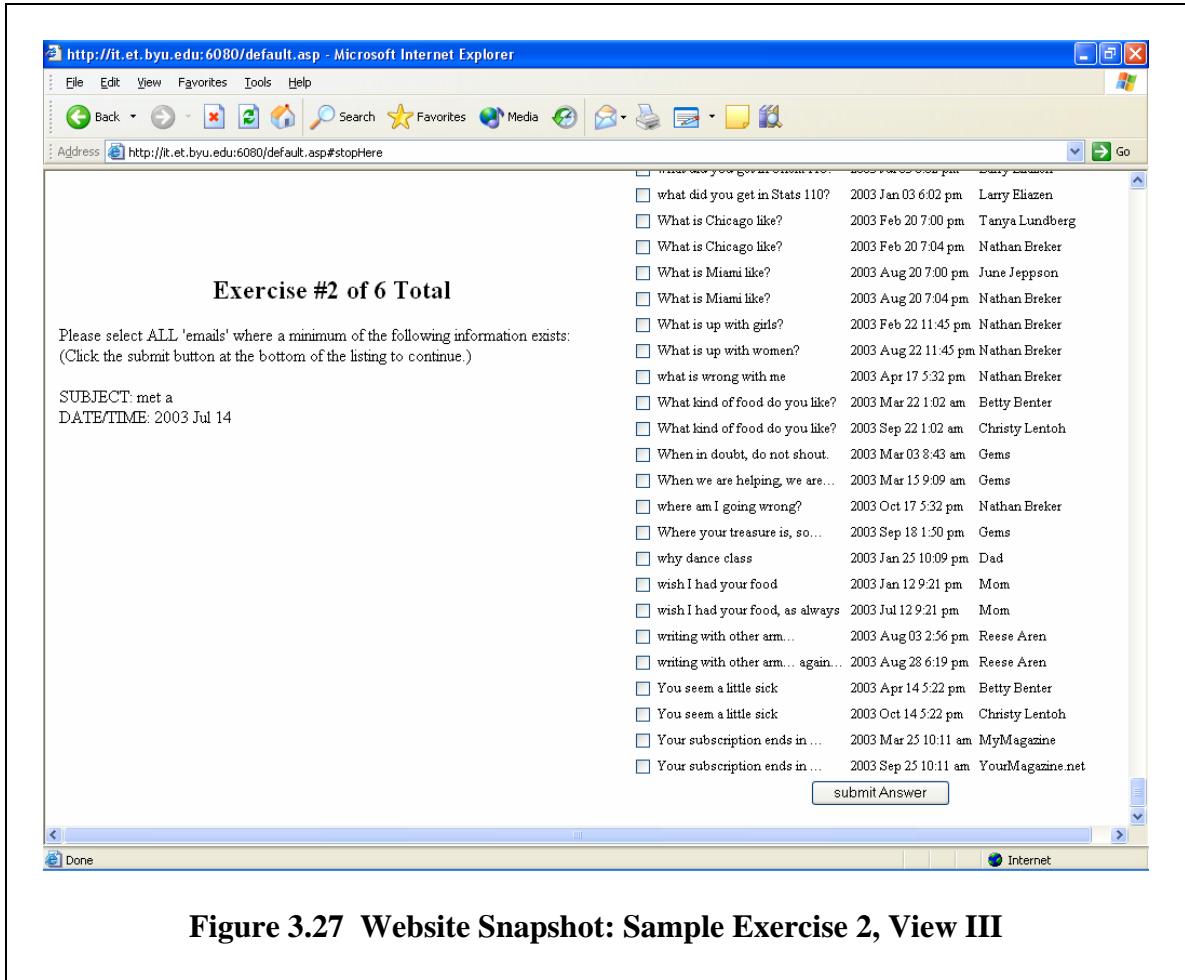 http://it.et.byu.edu:6080/default.asp - Microsoft Internet Explorer
File Edit View Favorites Tools Help
Back Search Favorites Media
Address http://it.et.byu.edu:6080/default.asp#stopHere Go
Exercise #2 of 6 Total
Please select ALL 'emails' where a minimum of the following information exists:
(Click the submit button at the bottom of the listing to continue.)
SUBJECT: met a
DATE/TIME: 2003 Jul 14
what did you get in Stats 110? 2003 Jan 03 6:02 pm Larry Eliazen
What is Chicago like? 2003 Feb 20 7:00 pm Tanya Lundberg
What is Chicago like? 2003 Feb 20 7:04 pm Nathan Breker
What is Miami like? 2003 Aug 20 7:00 pm June Jeppson
What is Miami like? 2003 Aug 20 7:04 pm Nathan Breker
What is up with girls? 2003 Feb 22 11:45 pm Nathan Breker
What is up with women? 2003 Aug 22 11:45 pm Nathan Breker
what is wrong with me 2003 Apr 17 5:32 pm Nathan Breker
What kind of food do you like? 2003 Mar 22 1:02 am Betty Benter
What kind of food do you like? 2003 Sep 22 1:02 am Christy Lentoh
When in doubt, do not shout. 2003 Mar 03 8:43 am Gems
When we are helping, we are... 2003 Mar 15 9:09 am Gems
where am I going wrong? 2003 Oct 17 5:32 pm Nathan Breker
Where your treasure is, so... 2003 Sep 18 1:50 pm Gems
why dance class 2003 Jan 25 10:09 pm Dad
wish I had your food 2003 Jan 12 9:21 pm Mom
wish I had your food, as always 2003 Jul 12 9:21 pm Mom
writing with other arm... 2003 Aug 03 2:56 pm Reese Aren
writing with other arm... again... 2003 Aug 28 6:19 pm Reese Aren
You seem a little sick 2003 Apr 14 5:22 pm Betty Benter
You seem a little sick 2003 Oct 14 5:22 pm Christy Lentoh
Your subscription ends in ... 2003 Mar 25 10:11 am MyMagazine
Your subscription ends in ... 2003 Sep 25 10:11 am YourMagazine.net
submit Answer
Done Internet
Figure 3.27 Website Snapshot: Sample Exercise 2, View III